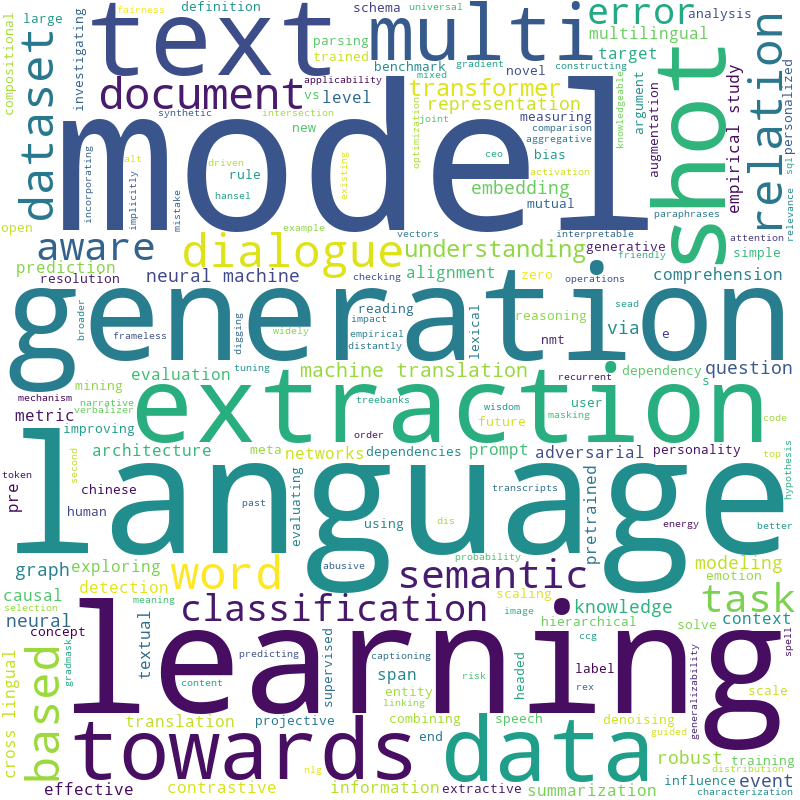 fairness
large
definition
schema
universal
error
analysis
text
multi
multilingual
investigating
compositional
dataset
parsing
trained
gradient
constructing
benchmark
mixed
novel
target
shot
relation
personalized
document
applicability
vs
level
transformer
representation
synthetic
intersection
new
joint
optimization
measuring
comparison
aggregative
knowledgeable
argument
augmentation
empirical study
sql
model
incorporating
implicitly
alt
mistake
driven
rule
hansel
existing
ceo
bias
activation
embedding
mutual
paraphrases
relevance
open
aware
example
dialogue
vectors
understanding
interpretable
generative
attention
friendly
simple
prediction
resolution
neural machine
checking
alignment
zero
operations
comprehension
generation
broader
frameless
widely
digging
reading
impact
empirical
distantly
lexical
reasoning
nmt
sead
via
e
mechanism
mining
narrative
verbalizer
metric
evaluation
tuning
extraction
treebanks
machine translation
recurrent
wisdom
future
masking
user
dependency
s
question
code
top
improving
architecture
meta
order
networks
dependencies
prompt
adversarial
personality
hypothesis
token
second
pre
chinese
human
language
past
evaluating
using
transcripts
dis
pretrained
energy
better
graph
exploring
word
abusive
semantic
probability
modeling
emotion
causal
selection
neural
detection
meaning
classification
scaling
image
knowledge
hierarchical
task
context
concept
gradmask
textual
predicting
content
learning
supervised
captioning
span
entity
linking
risk
headed
ccg
rex
solve
label
generalizability
spell
scale
cross lingual
based
translation
projective
towards
combining
speech
end
data
denoising
guided
robust
training
distribution
effective
contrastive
nlg
information
extractive
summarization
influence
event
characterization